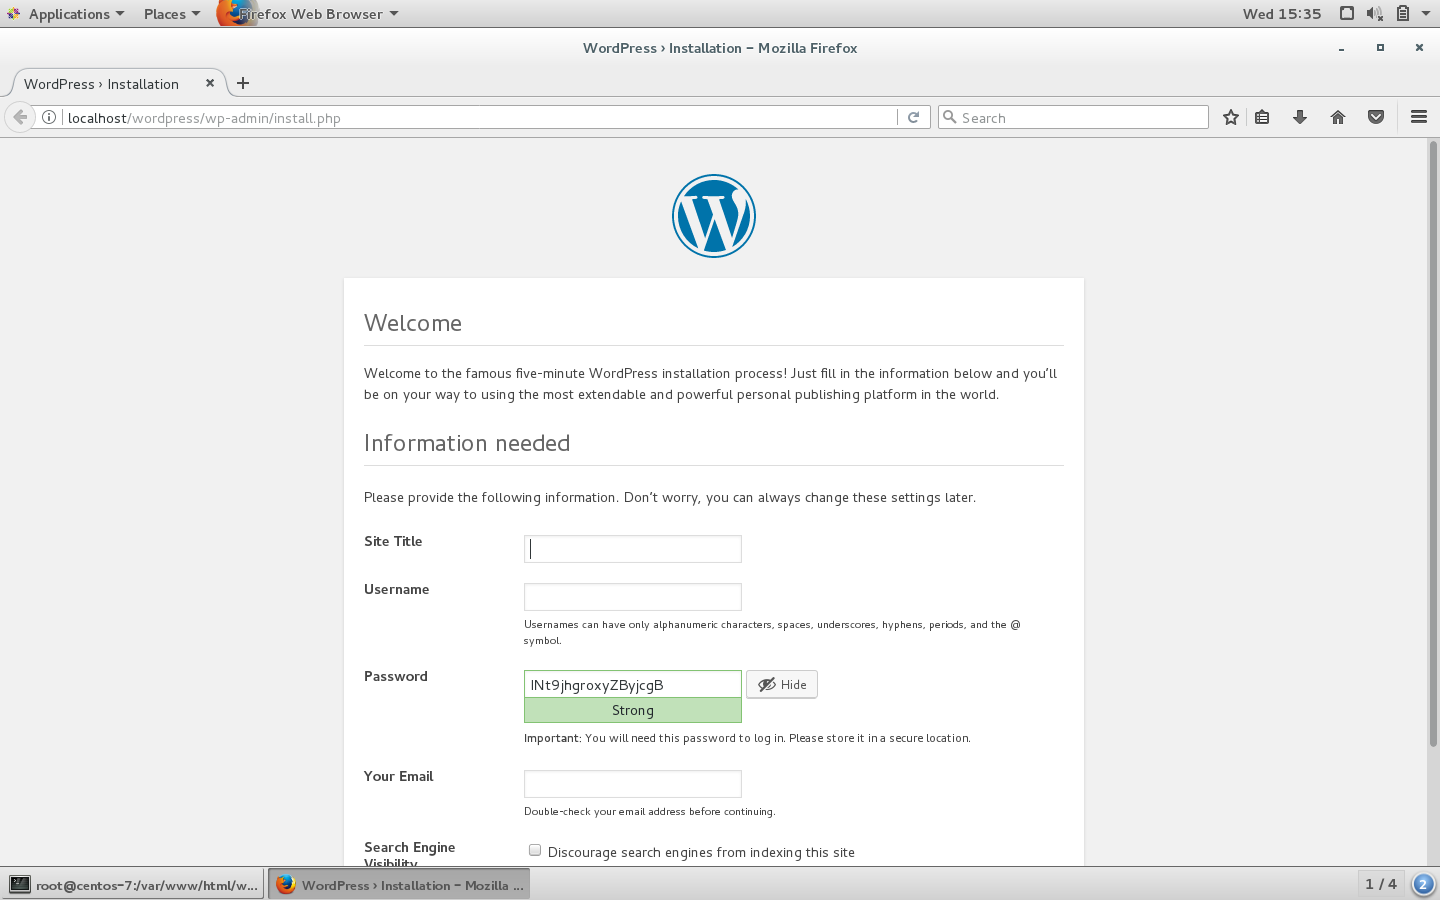 Applications Places Firefox Web Browser Wed 15:35
WordPress › Installation – Mozilla Firefox
WordPress › Installation
localhost/wordpress/wp-admin/install.php Search
Welcome
Welcome to the famous five-minute WordPress installation process! Just fill in the information below and you’ll
be on your way to using the most extendable and powerful personal publishing platform in the world.
Information needed
Please provide the following information. Don’t worry, you can always change these settings later.
Site Title
Username
Usernames can have only alphanumeric characters, spaces, underscores, hyphens, periods, and the @
symbol.
Password lNt9jhgroxyZByjcgB Hide
Strong
Important: You will need this password to log in. Please store it in a secure location.
Your Email
Double-check your email address before continuing.
Search Engine
Visibility
Discourage search engines from indexing this site
root@centos-7:/var/www/html/w... WordPress › Installation – Mozilla ... 1 / 4 2